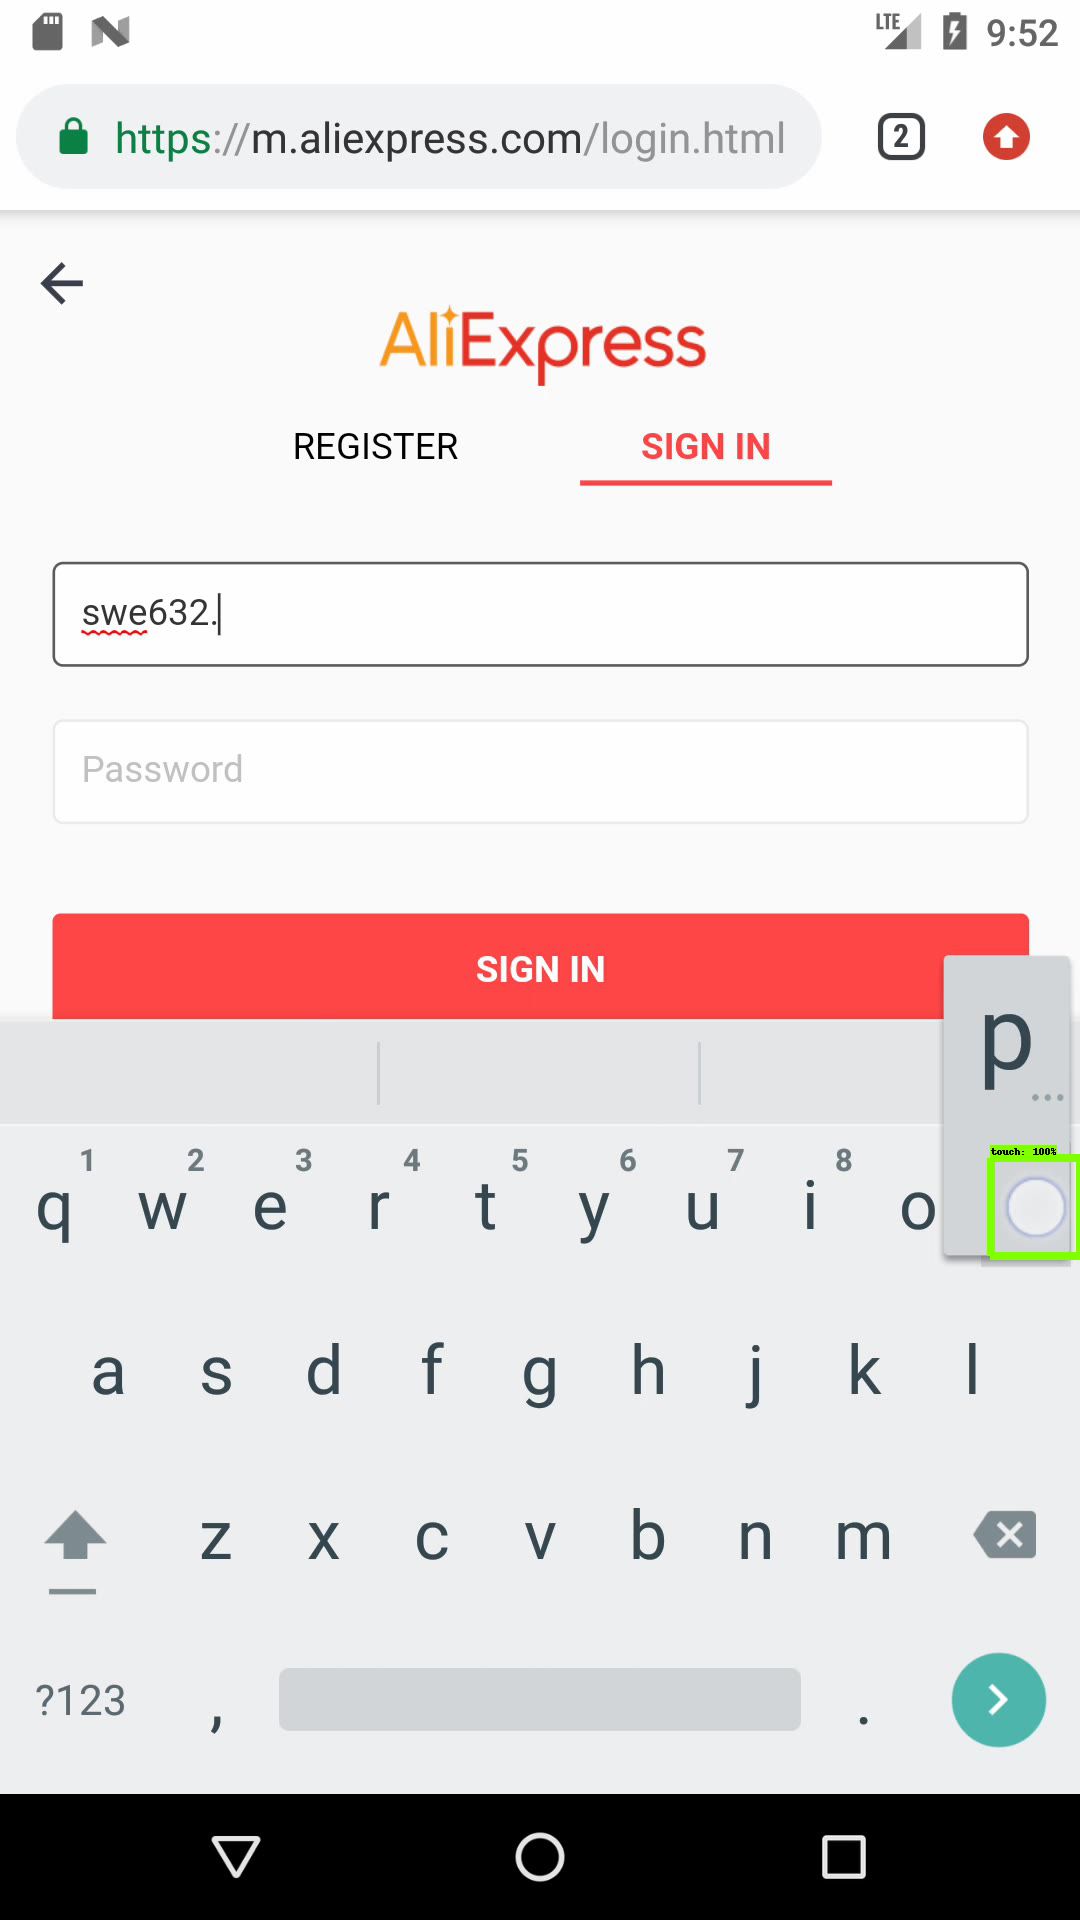 LTE 9:52
https://m.aliexpress.com/login.html 2
AliExpress
REGISTER SIGN IN
swe632.
Password
SIGN IN
p
...
touch: 100%
1 2 3 4 5 6 7 8
q w e r t y u i o
a s d f g h j k l
z x c v b n m
?123 , .